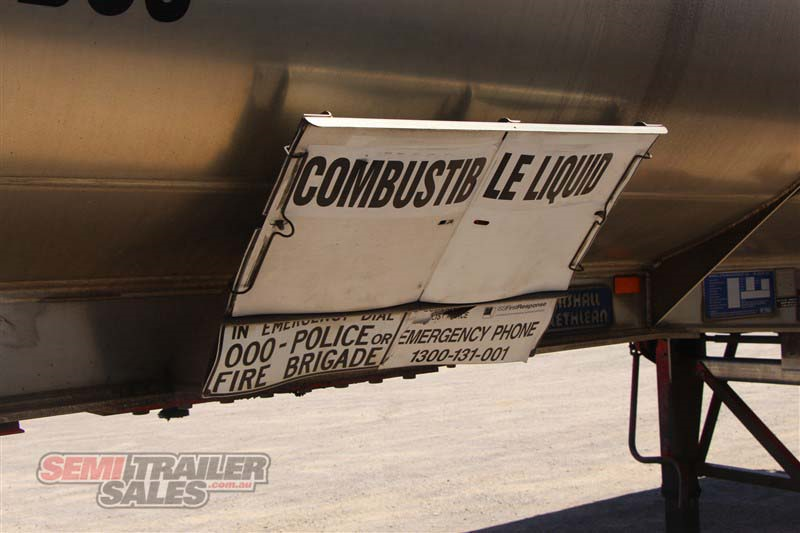 COMBUSTIBLE LIQUID
IN EMERGENCY DIAL
000 - POLICE OR
FIRE BRIGADE
FirstResponse
EMERGENCY PHONE
1300-131-001
SEMI TRAILER
SALES.com.au